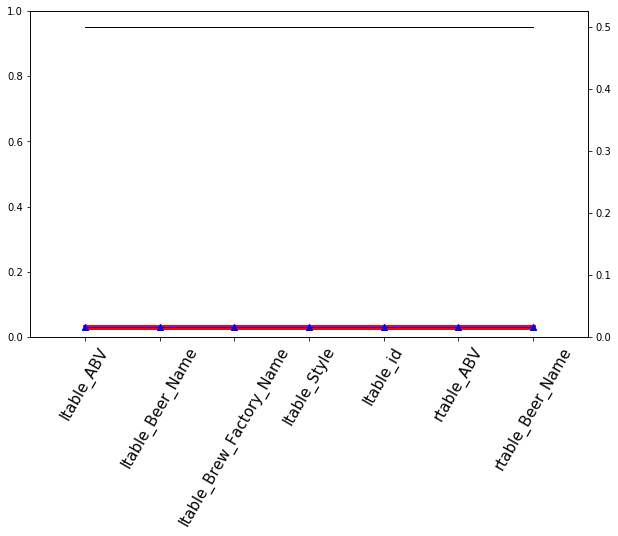 1.0
0.8
0.6
0.4
0.2
0.0
0.5
0.4
0.3
0.2
0.1
0.0
ltable_ABV
ltable_Beer_Name
ltable_Brew_Factory_Name
ltable_Style
ltable_id
rtable_ABV
rtable_Beer_Name